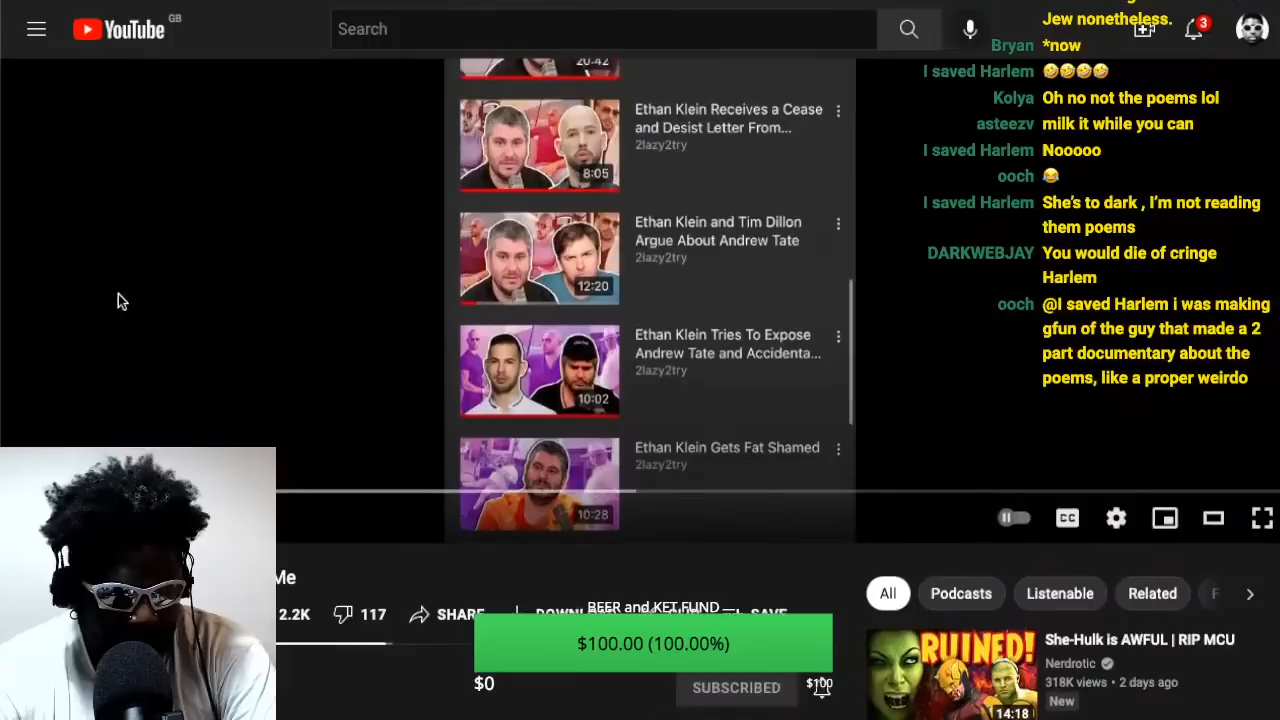 YouTube GB
Search
3
20:42
Ethan Klein Receives a Cease
and Desist Letter From...
2lazy2try
8:05
Ethan Klein and Tim Dillon
Argue About Andrew Tate
2lazy2try
12:20
Ethan Klein Tries To Expose
Andrew Tate and Accidenta...
2lazy2try
10:02
Ethan Klein Gets Fat Shamed
2lazy2try
10:28
Jew nonetheless.
Bryan *now
I saved Harlem 🤣🤣🤣🤣
Kolya Oh no not the poems lol
asteezv milk it while you can
I saved Harlem Nooooo
ooch 😂
I saved Harlem She's to dark , I'm not reading
them poems
DARKWEBJAY You would die of cringe
Harlem
ooch @I saved Harlem i was making
gfun of the guy that made a 2
part documentary about the
poems, like a proper weirdo
CC
Me
2.2K 117 SHARE SAVE
BEER and KET FUND
$100.00 (100.00%)
$0 $100
SUBSCRIBED
All Podcasts Listenable Related F
RUINED!
14:18
She-Hulk is AWFUL | RIP MCU
Nerdrotic
318K views • 2 days ago
New